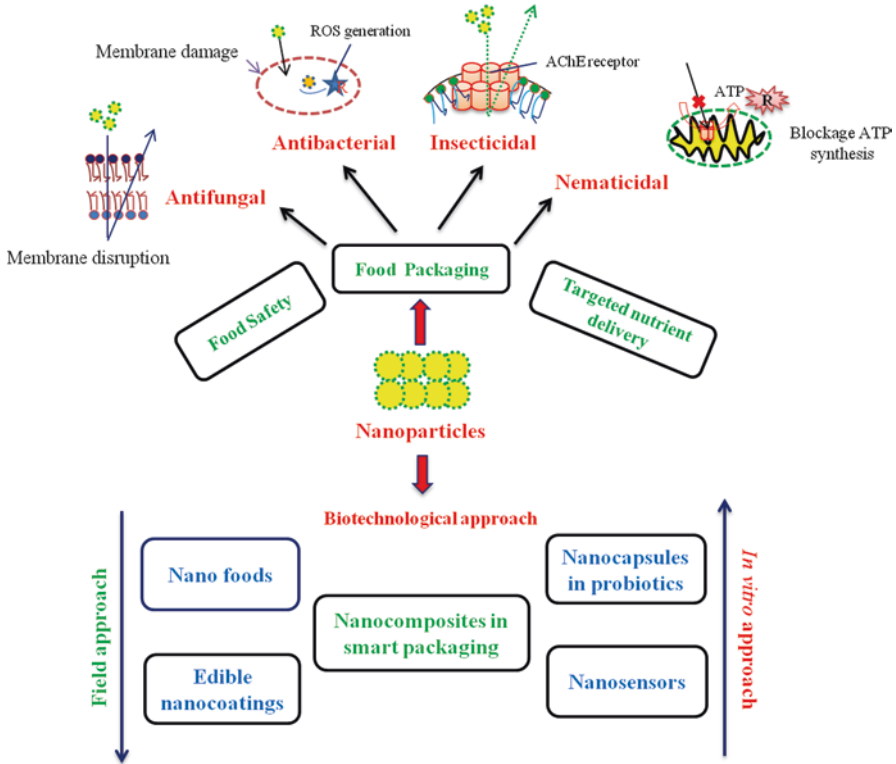 ROS generation
Membrane damage
AChE receptor
ATP
R
Blockage ATP
synthesis
Antibacterial
Insecticidal
Nematicidal
Antifungal
Membrane disruption
Food Packaging
Food Safety
Targeted nutrient
delivery
Nanoparticles
Biotechnological approach
Field approach
In vitro approach
Nano foods
Nanocapsules
in probiotics
Nanocomposites in
smart packaging
Edible
nanocoatings
Nanosensors